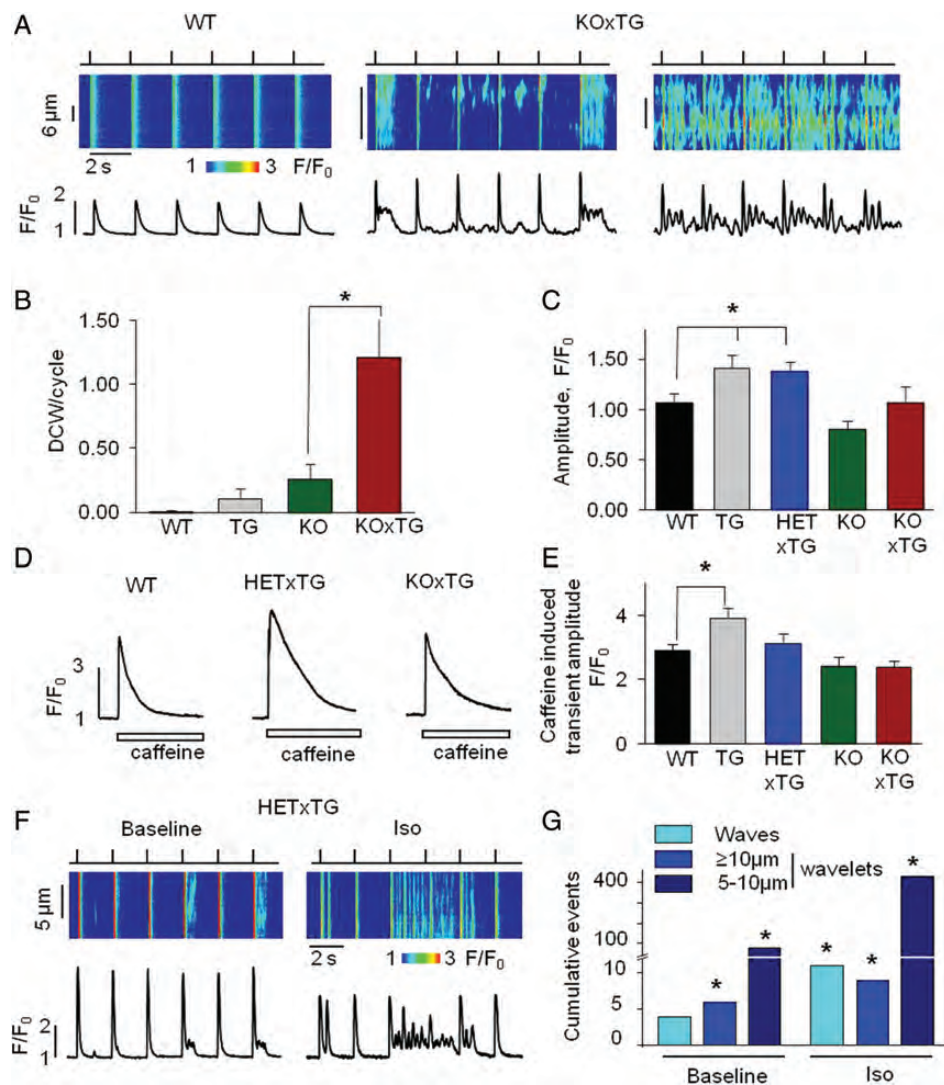 A
WT
KOxTG
6 µm
2 s
1 3 F/F0
F/F0
2
1
B
*
DCW/cycle
1.50
1.00
0.50
0.00
WT TG KO KOxTG
C
*
Amplitude, F/F0
1.50
1.00
0.50
0.00
WT TG HET xTG KO KO xTG
D
WT
HETxTG
KOxTG
F/F0
3
1
caffeine caffeine caffeine
E
*
Caffeine induced
transient amplitude
F/F0
4
2
0
WT TG HET xTG KO KO xTG
F
HETxTG
Baseline
Iso
5 µm
2 s
1 3 F/F0
F/F0
2
1
G
Waves
≥10µm
5-10µm
wavelets
Cumulative events
400
100
10
5
0
* * * * *
Baseline Iso